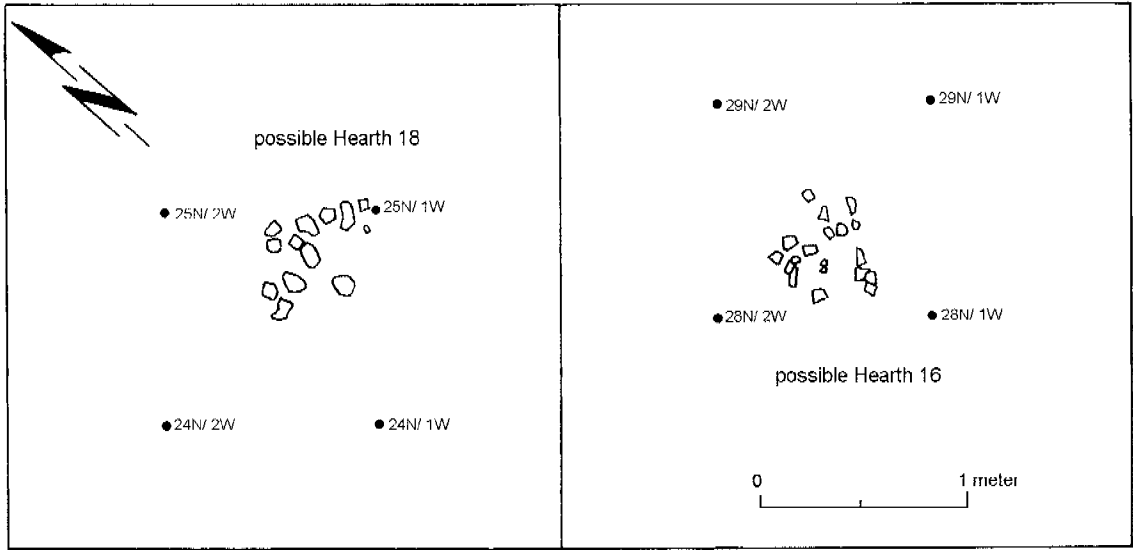 possible Hearth 18
25N/ 2W
25N/ 1W
24N/ 2W
24N/ 1W
29N/ 2W
29N/ 1W
28N/ 2W
28N/ 1W
possible Hearth 16
0
1 meter